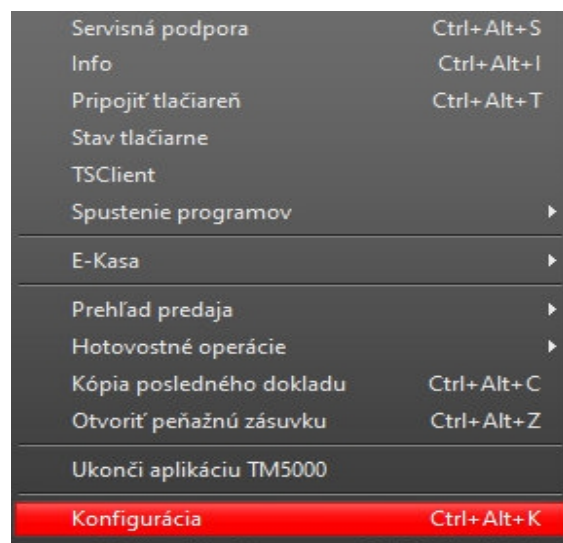 Servisná podpora Ctrl+Alt+S
Info Ctrl+Alt+I
Pripojiť tlačiareň Ctrl+Alt+T
Stav tlačiarne
TSClient
Spustenie programov
E-Kasa
Prehľad predaja
Hotovostné operácie
Kópia posledného dokladu Ctrl+Alt+C
Otvoriť peňažnú zásuvku Ctrl+Alt+Z
Ukonči aplikáciu TM5000
Konfigurácia Ctrl+Alt+K